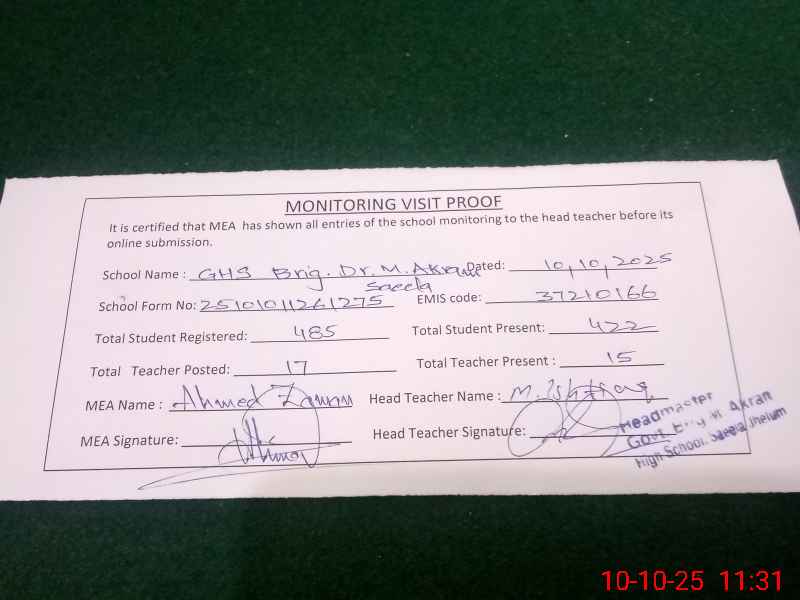 MONITORING VISIT PROOF
It is certified that MEA has shown all entries of the school monitoring to the head teacher before its
online submission.
School Name : GHS Brig. Dr. M. Akram Dated: 10,10,2025
Saeela
School Form No: 25101011261275 EMIS code: 37210166
Total Student Registered: 485 Total Student Present: 422
Total Teacher Posted: 17 Total Teacher Present : 15
MEA Name : Ahmed Zaman Head Teacher Name : M.
MEA Signature: Head Teacher Signature:
Headmaster
Govt. M. Akran
High School, Saeela Jhelum
10-10-25 11:31